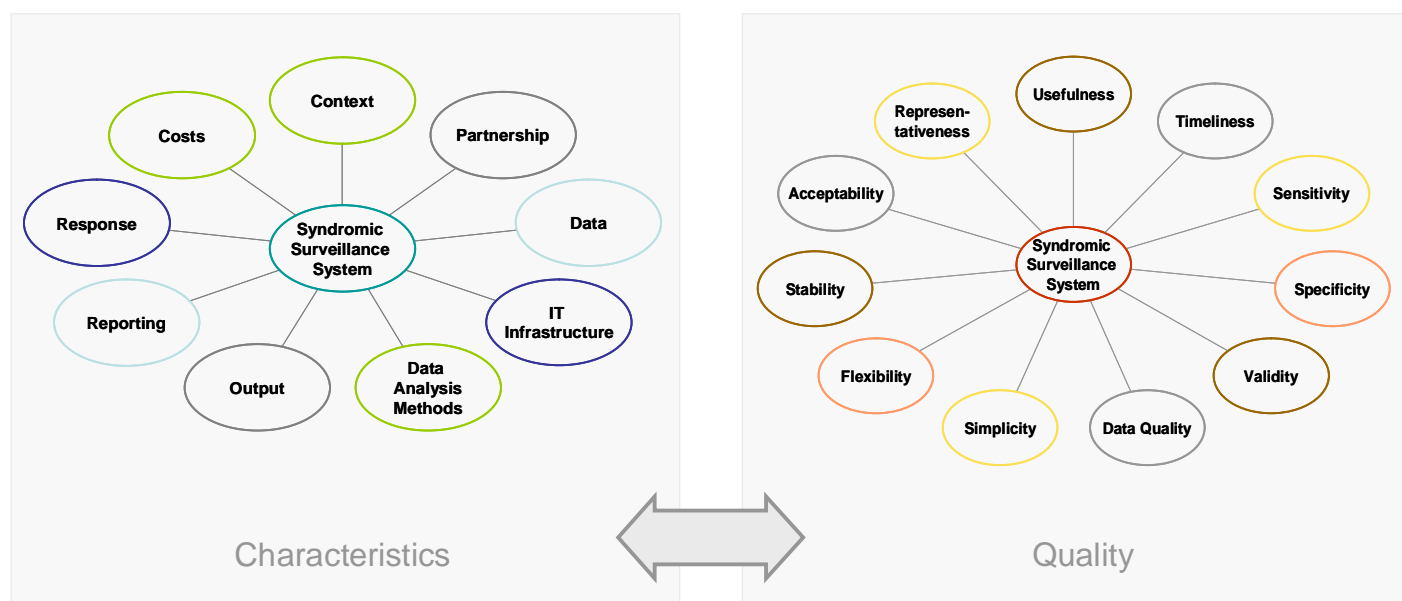 Context
Costs
Partnership
Response
Data
Syndromic
Surveillance
System
Reporting
IT
Infrastructure
Output
Data
Analysis
Methods
Characteristics
Usefulness
Represen-
tativeness
Timeliness
Acceptability
Sensitivity
Syndromic
Surveillance
System
Stability
Specificity
Flexibility
Validity
Simplicity
Data Quality
Quality